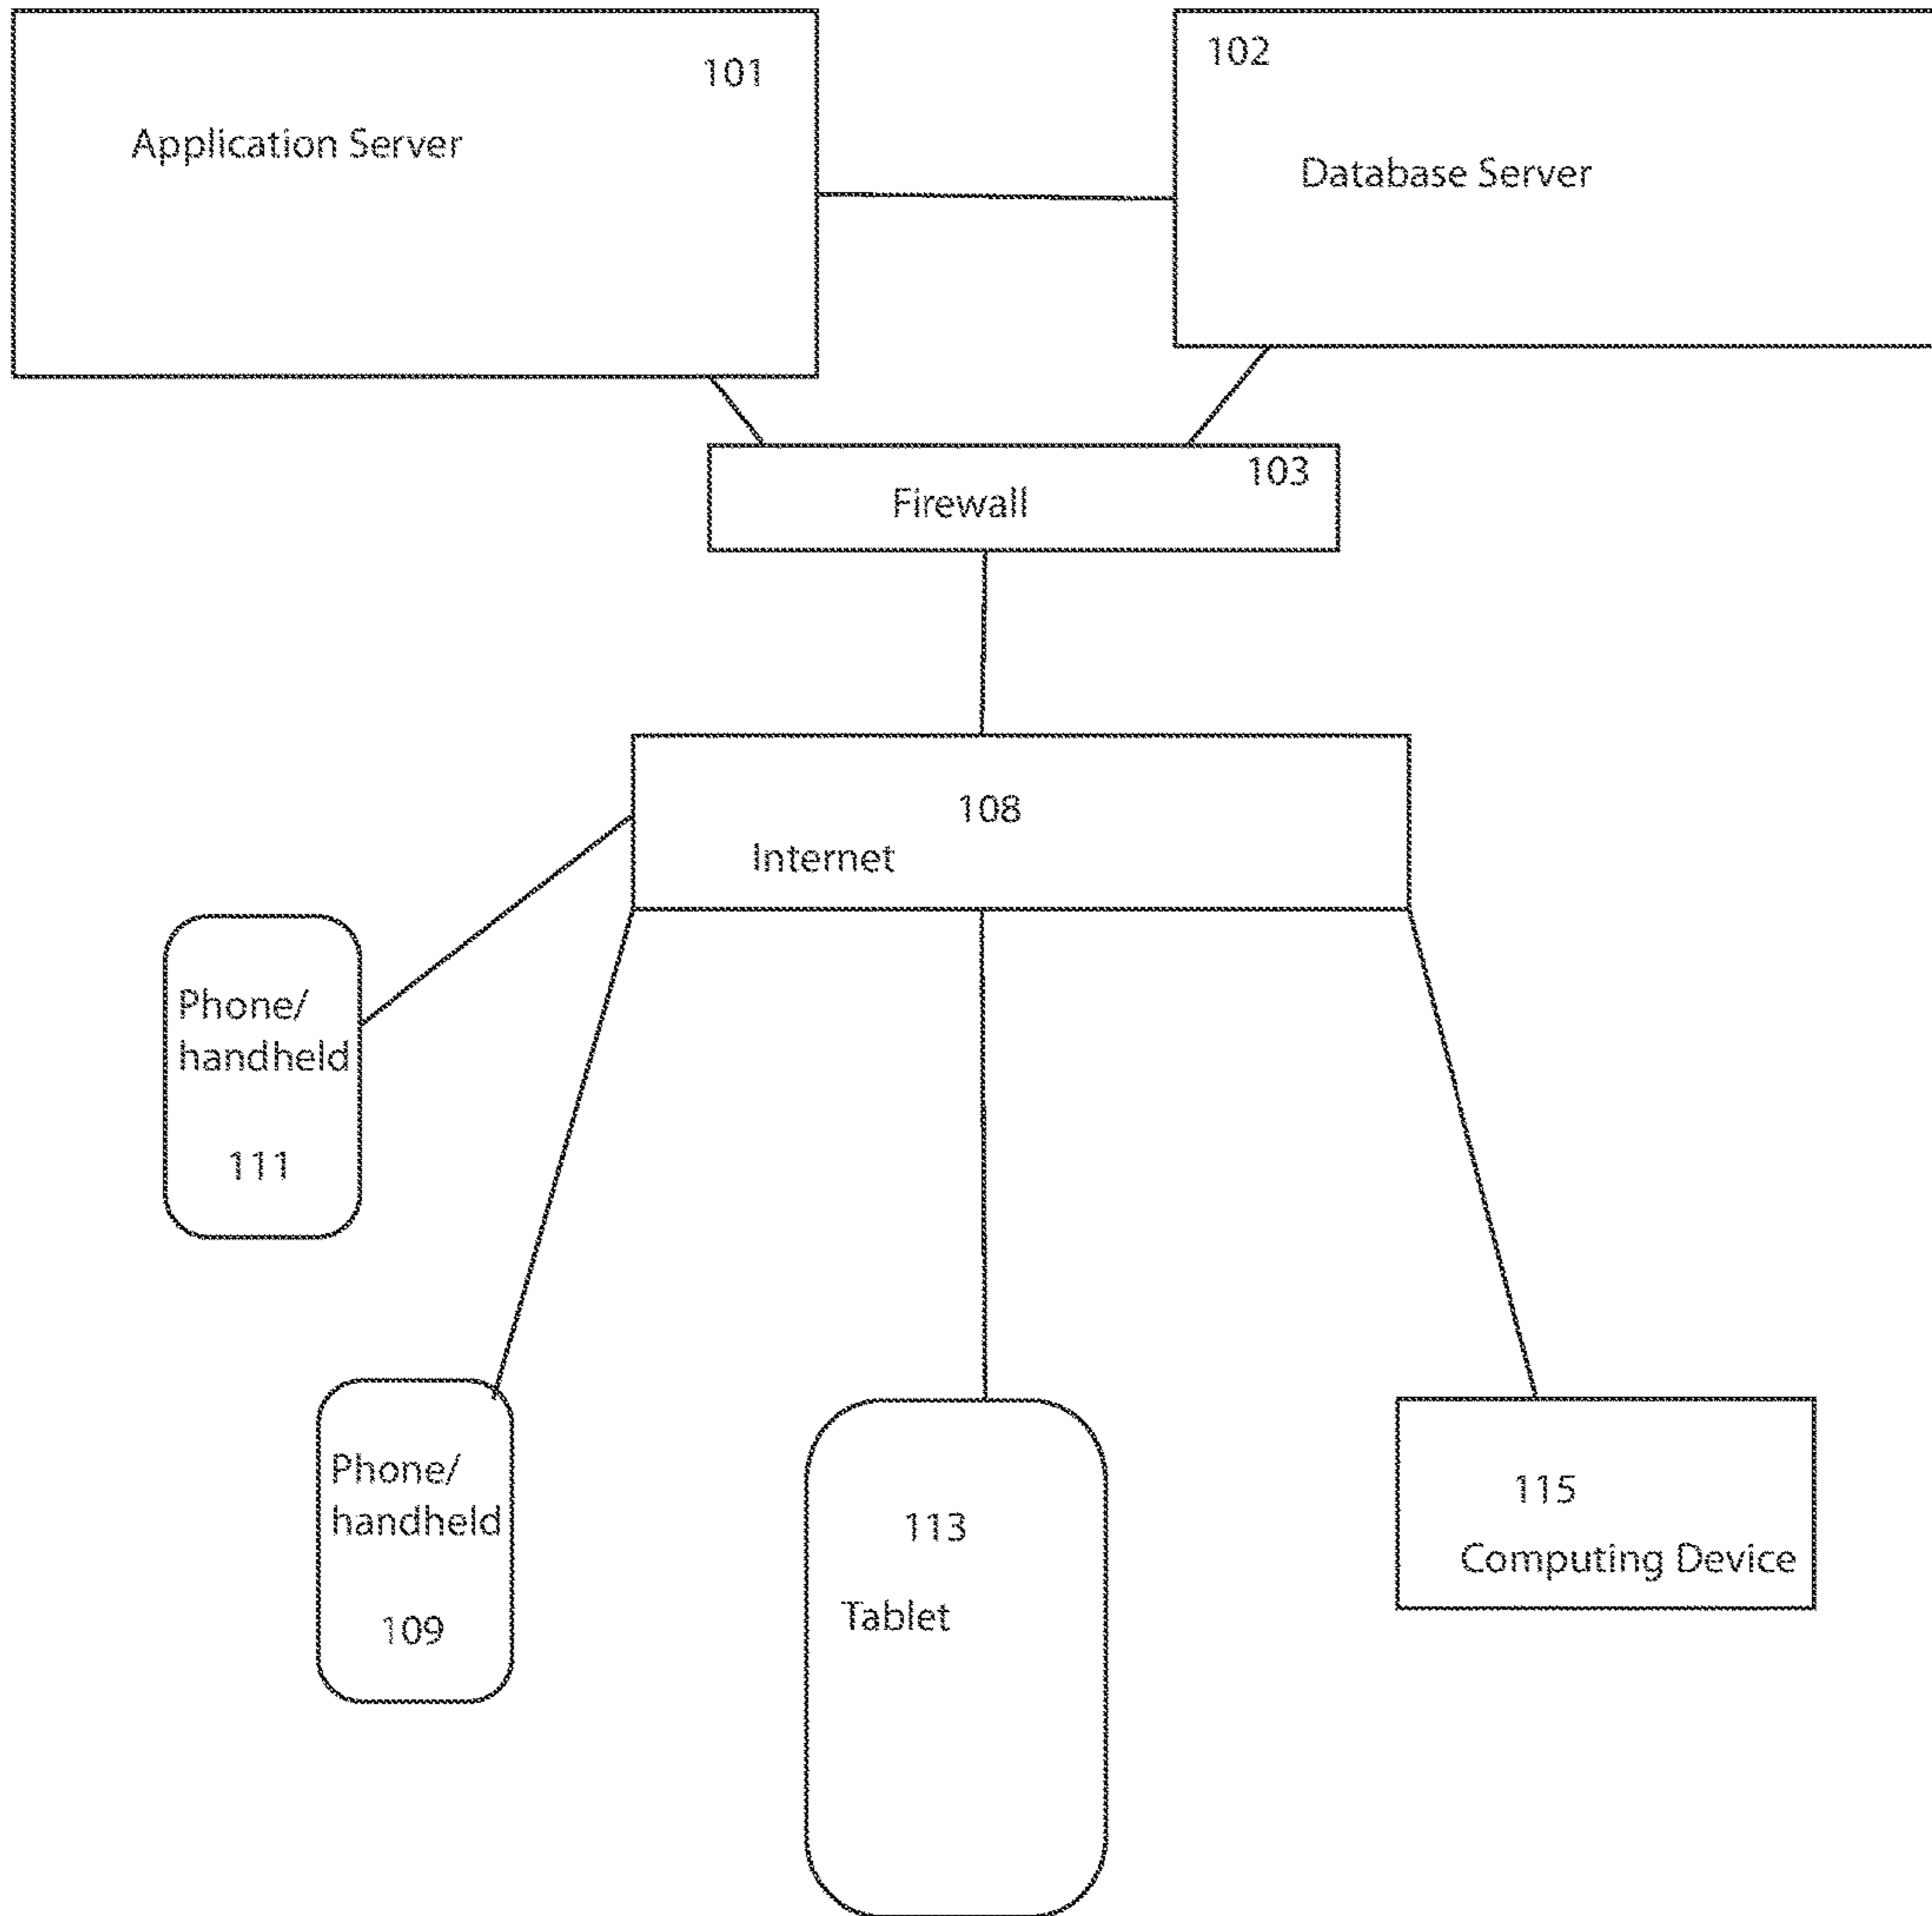 101
Application Server
102
Database Server
103
Firewall
108
Internet
Phone/
handheld
111
Phone/
handheld
109
113
Tablet
115
Computing Device